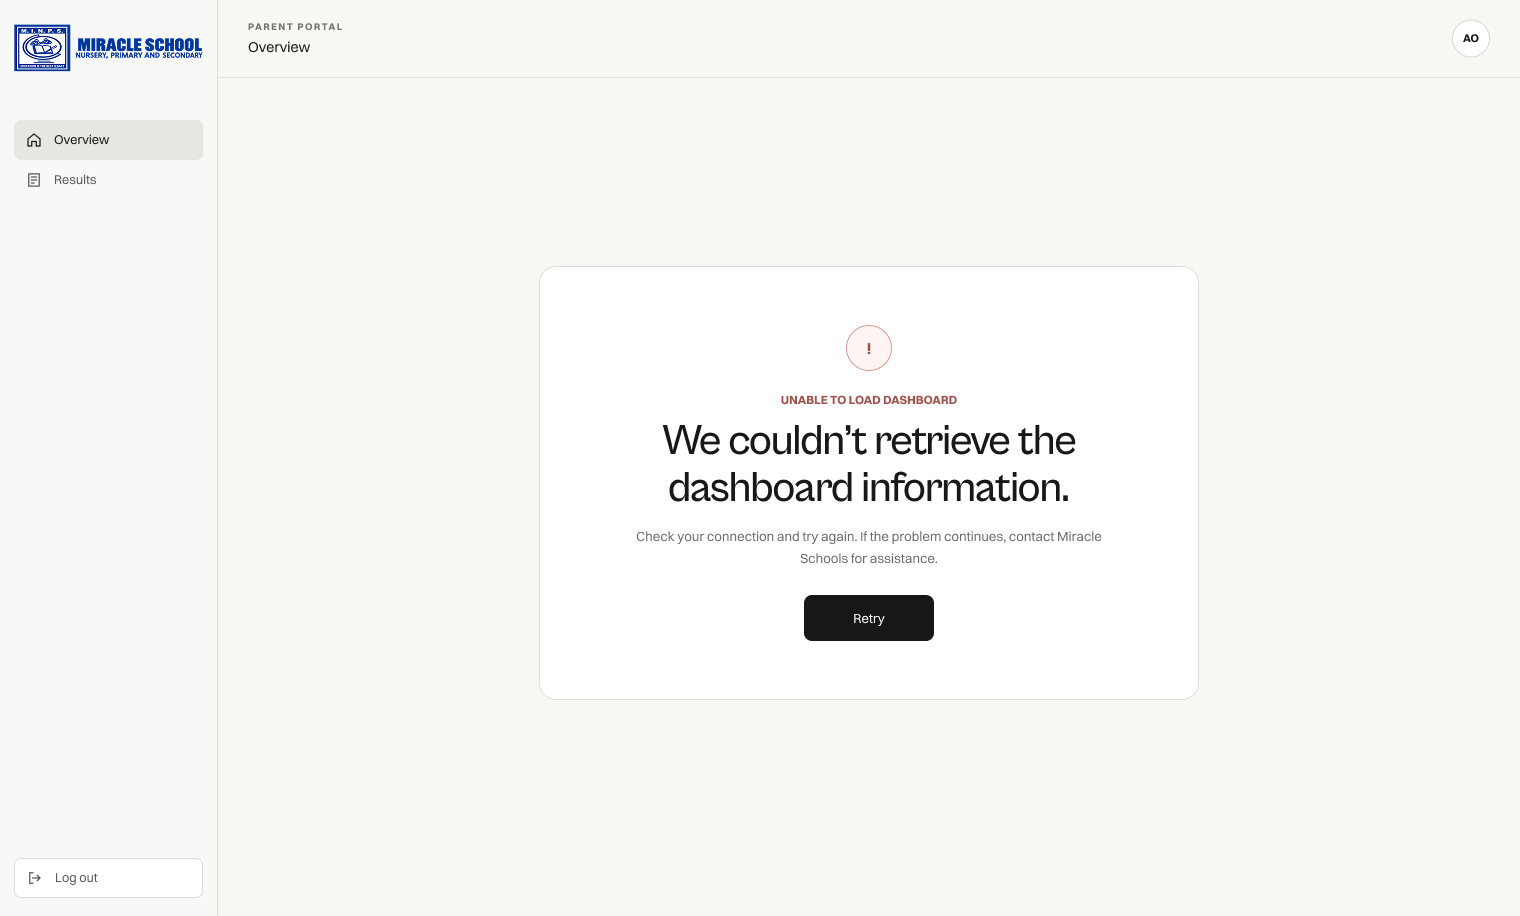 M.I.N.P.S.
MIRACLE SCHOOL
NURSERY, PRIMARY AND SECONDARY
PARENT PORTAL
Overview
AO
Overview
Results
!
UNABLE TO LOAD DASHBOARD
We couldn’t retrieve the
dashboard information.
Check your connection and try again. If the problem continues, contact Miracle
Schools for assistance.
Retry
Log out